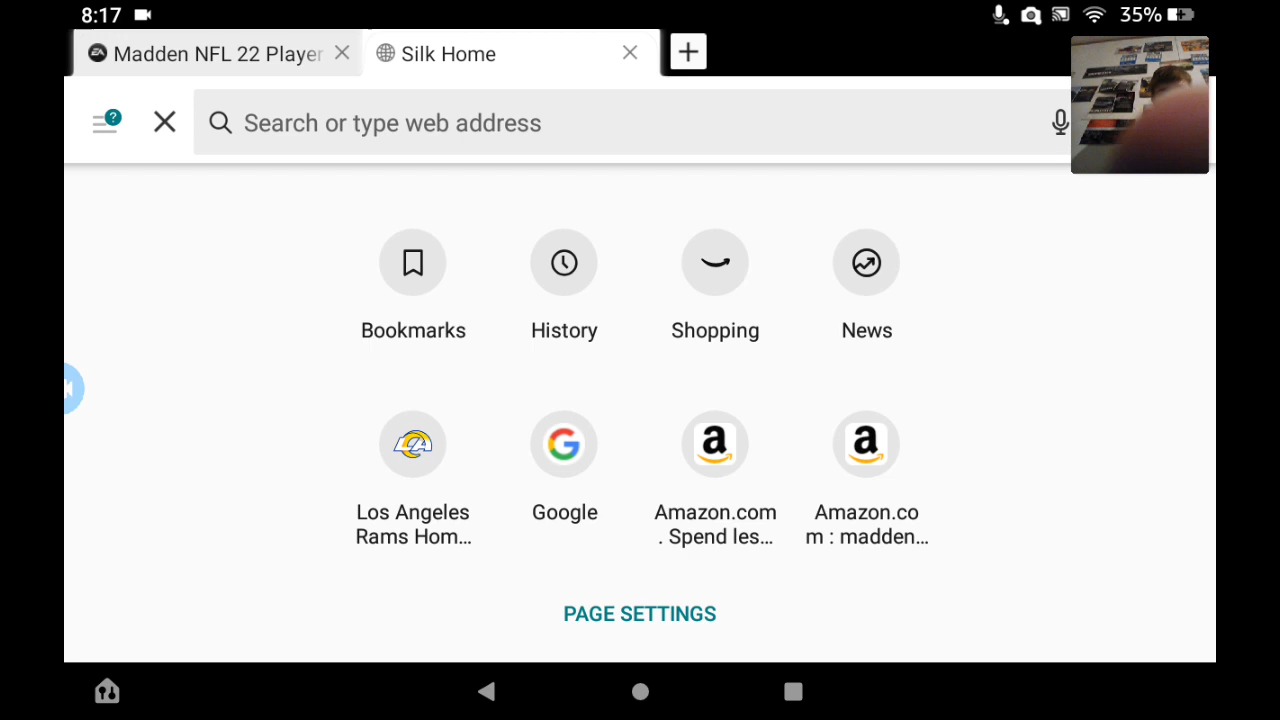 8:17
35%
Madden NFL 22 Player
Silk Home
?
Search or type web address
Bookmarks
History
Shopping
News
Los Angeles
Rams Hom...
Google
Amazon.com
. Spend les...
Amazon.co
m : madden...
PAGE SETTINGS